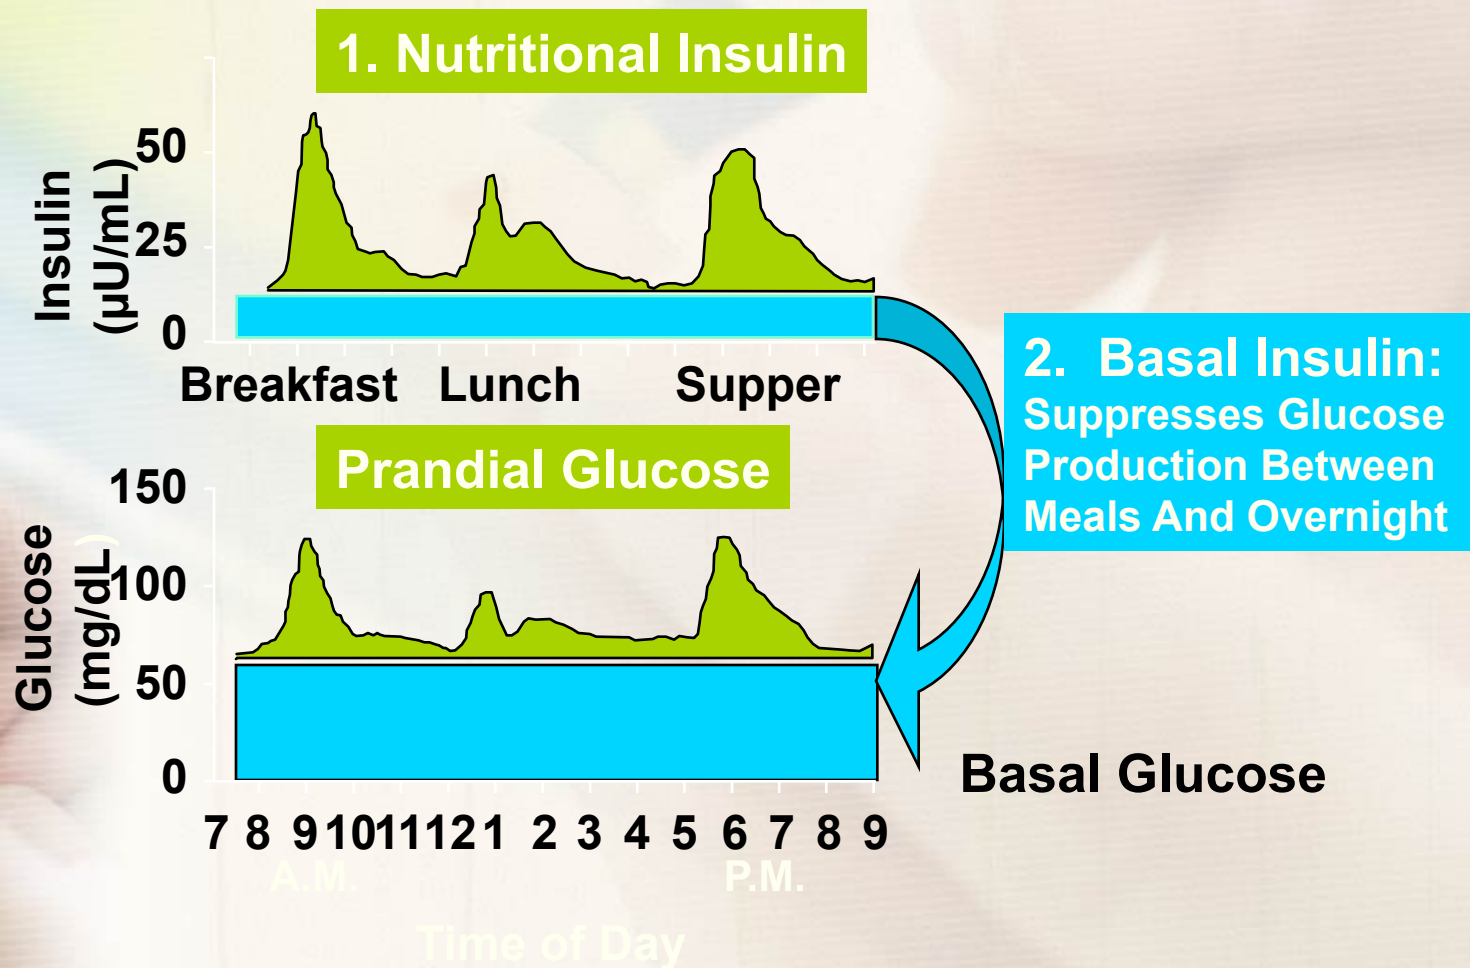 1. Nutritional Insulin
Insulin
(µU/mL)
50
25
0
Breakfast Lunch Supper
2. Basal Insulin:
Suppresses Glucose
Production Between
Meals And Overnight
Prandial Glucose
Glucose
(mg/dL)
150
100
50
0
Basal Glucose
7 8 9 10 11 12 1 2 3 4 5 6 7 8 9
A.M. P.M.
Time of Day